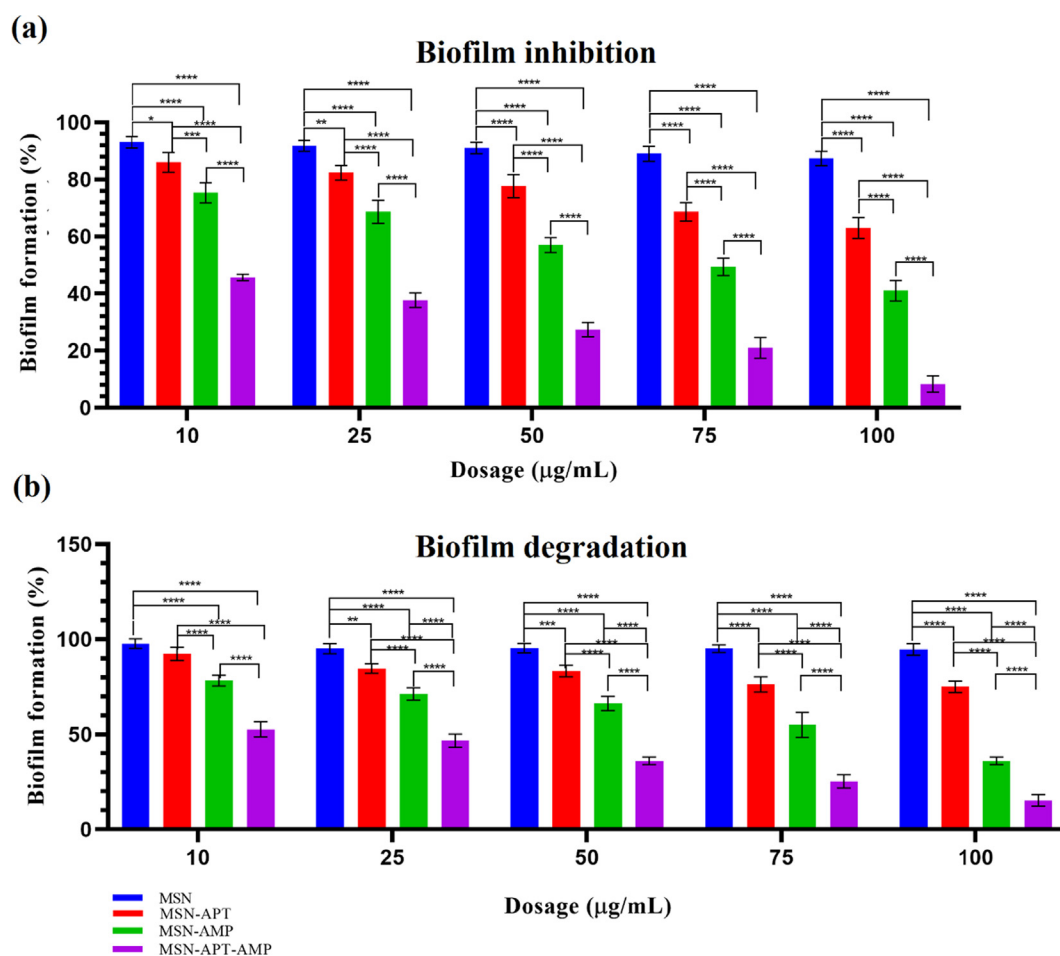 (a)
Biofilm inhibition
**** **** **** **** ****
**** **** **** **** ****
* **** ** **** **** **** **** ****
*** **** **** **** **** **** ****
**** **** **** **** ****
100
80
60
40
20
0
Biofilm formation (%)
10 25 50 75 100
Dosage (µg/mL)
(b)
Biofilm degradation
**** **** **** **** ****
**** **** **** **** **** **** **** **** ****
**** ** **** *** **** **** **** **** ****
**** **** **** **** ****
**** **** **** **** ****
150
100
50
0
Biofilm formation (%)
10 25 50 75 100
Dosage (µg/mL)
MSN
MSN-APT
MSN-AMP
MSN-APT-AMP